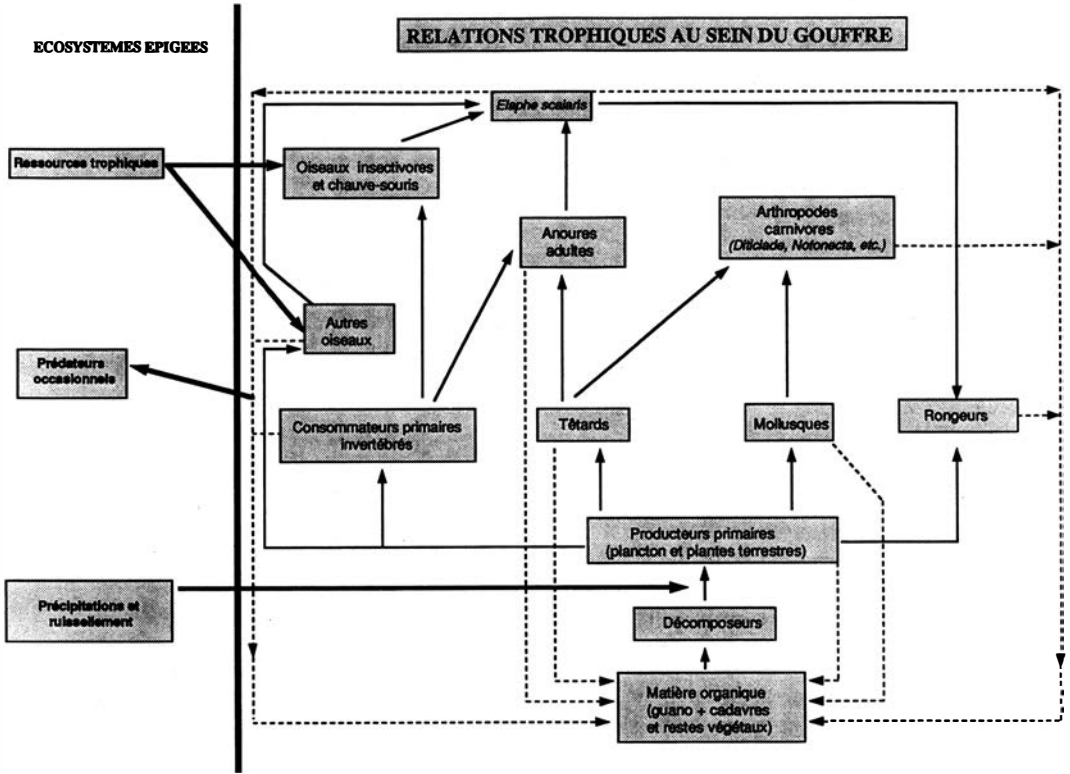 ECOSYSTEMES EPIGEES
RELATIONS TROPHIQUES AU SEIN DU GOUFFRE
Elaphe scalaris
Ressources trophiques
Oiseaux insectivores
et chauve-souris
Anoures
adultes
Arthropodes
carnivores
(Diticiade, Notonecta, etc.)
Autres
oiseaux
Prédateurs
occasionnels
Consommateurs primaires
invertébrés
Têtards
Mollusques
Rongeurs
Producteurs primaires
(plancton et plantes terrestres)
Précipitations et
ruissellement
Décomposeurs
Matière organique
(guano + cadavres
et restes végétaux)